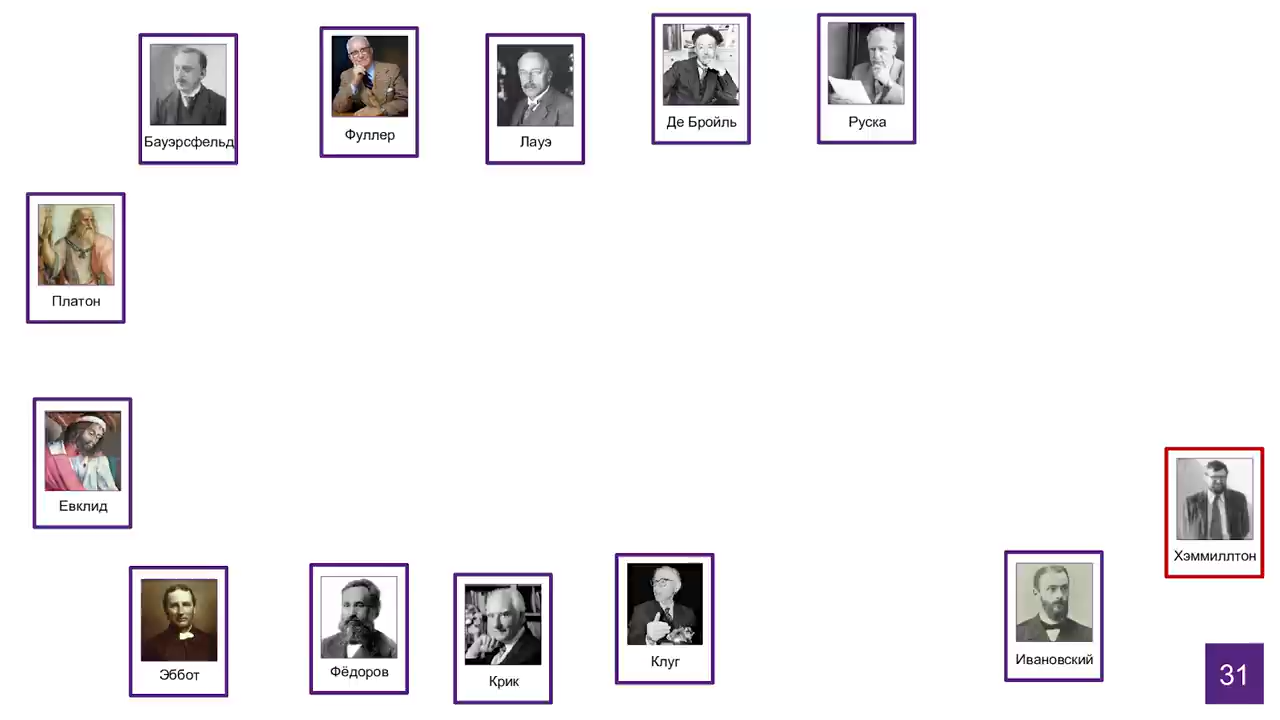 Бауэрсфельд
Фуллер
Лауэ
Де Бройль
Руска
Платон
Евклид
Хэммиллтон
Эббот
Фёдоров
Крик
Клуг
Ивановский
31